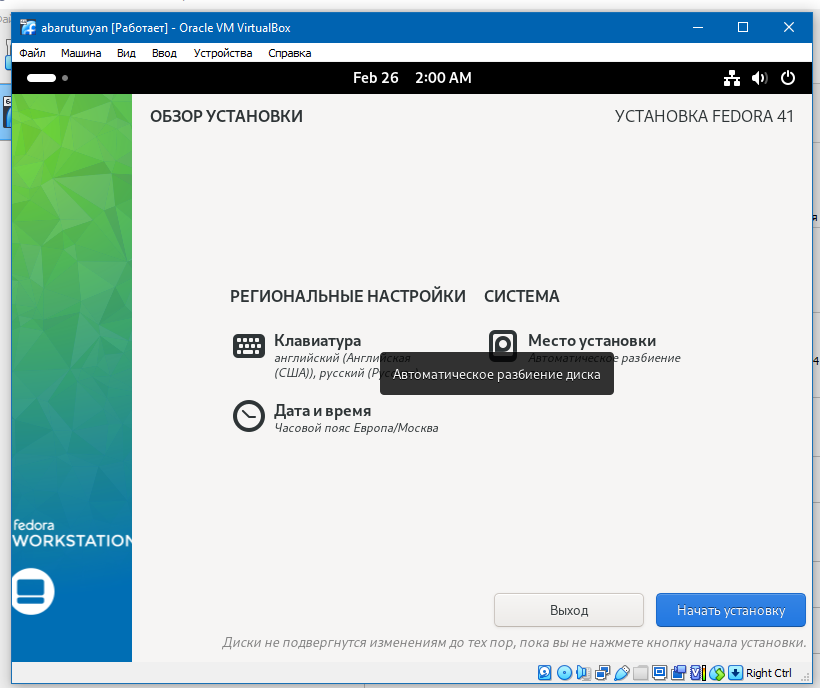 abarutunyan [Работает] - Oracle VM VirtualBox
Файл Машина Вид Ввод Устройства Справка
Feb 26 2:00 AM
ОБЗОР УСТАНОВКИ
УСТАНОВКА FEDORA 41
РЕГИОНАЛЬНЫЕ НАСТРОЙКИ
СИСТЕМА
Клавиатура
английский (Английская
(США)), русский
Место установки
Автоматическое разбиение
Автоматическое разбиение диска
Дата и время
Часовой пояс Европа/Москва
fedora
WORKSTATION
Выход
Начать установку
Диски не подвергнутся изменениям до тех пор, пока вы не нажмете кнопку начала установки.
Right Ctrl